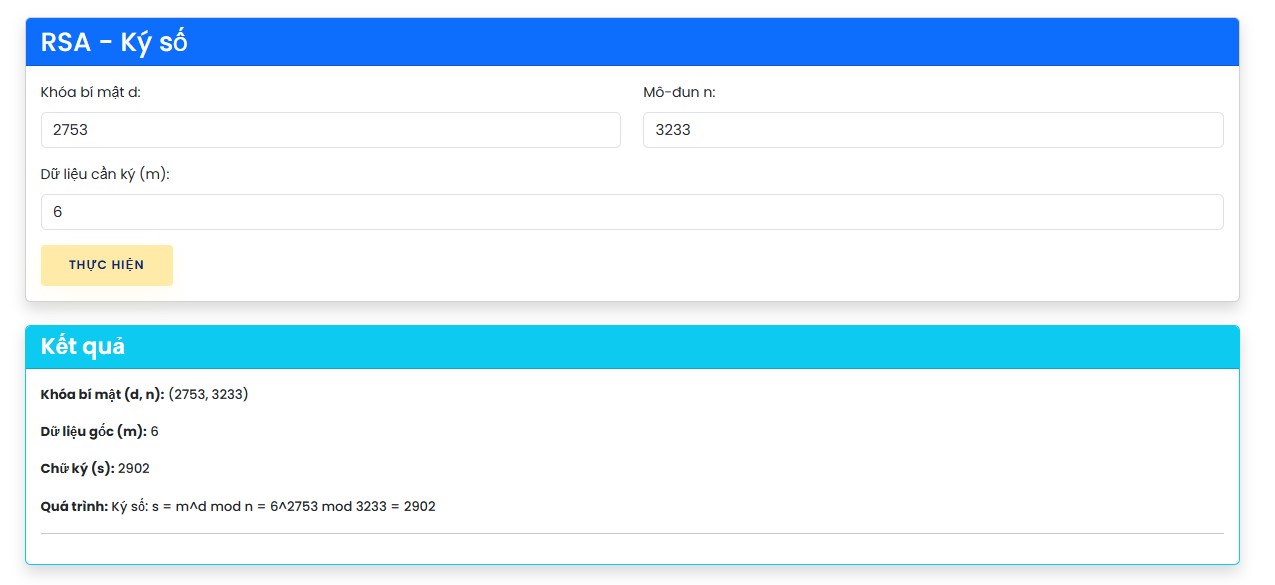 RSA - Ký số
Khóa bí mật d:
Mô-đun n:
2753
3233
Dữ liệu cần ký (m):
6
THỰC HIỆN
Kết quả
Khóa bí mật (d, n): (2753, 3233)
Dữ liệu gốc (m): 6
Chữ ký (s): 2902
Quá trình: Ký số: s = m^d mod n = 6^2753 mod 3233 = 2902